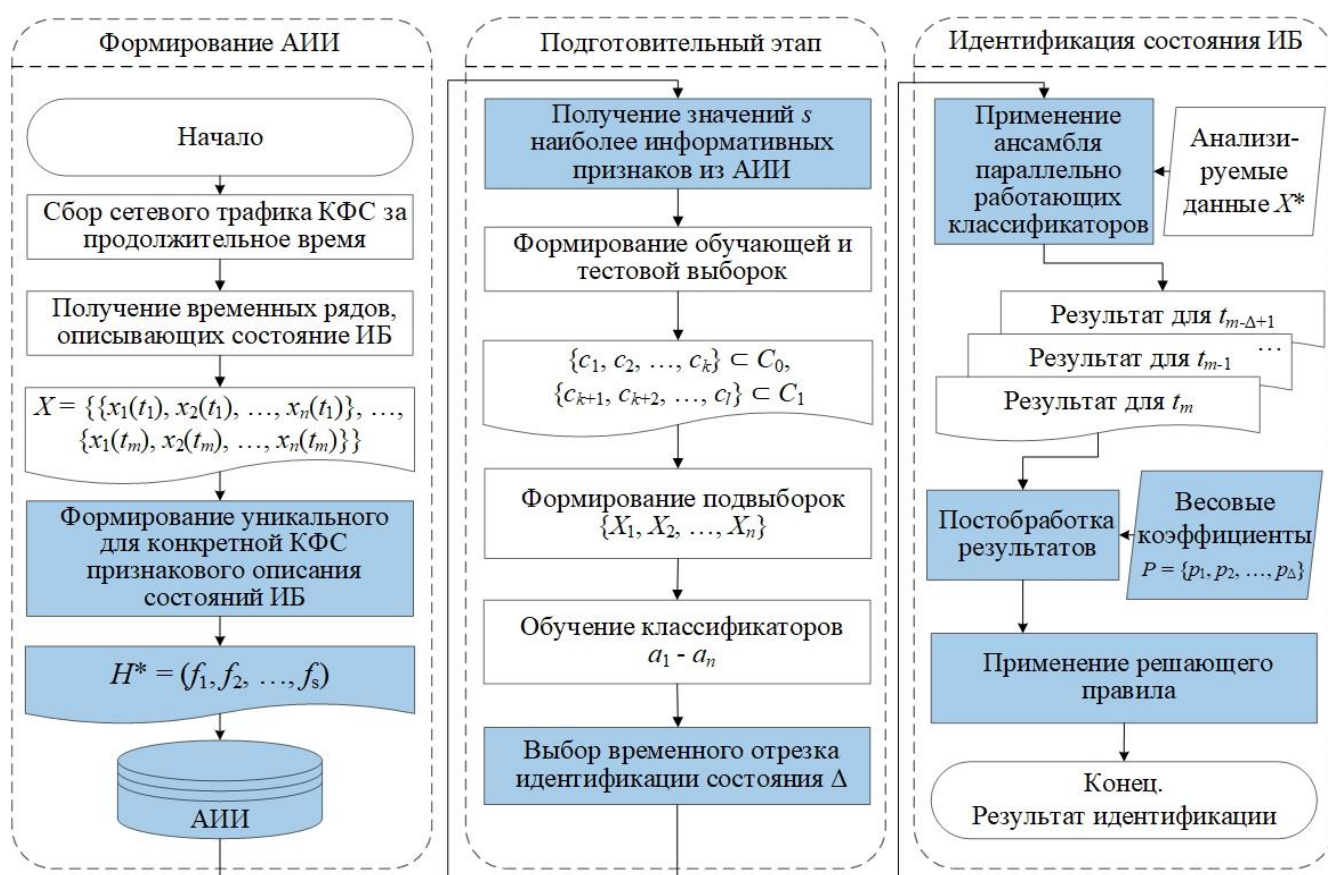 Формирование АИИ
Начало
Сбор сетевого трафика КФС за
продолжительное время
Получение временных рядов,
описывающих состояние ИБ
X = {{x₁(t₁), x₂(t₁), …, xₙ(t₁)}, …,
{x₁(tₘ), x₂(tₘ), …, xₙ(tₘ)}}
Формирование уникального
для конкретной КФС
признакового описания
состояний ИБ
H* = (f₁, f₂, …, fₛ)
АИИ
Подготовительный этап
Получение значений s
наиболее информативных
признаков из АИИ
Формирование обучающей и
тестовой выборок
{c₁, c₂, …, cₖ} ⊂ C₀,
{cₖ₊₁, cₖ₊₂, …, cₗ} ⊂ C₁
Формирование подвыборок
{X₁, X₂, …, Xₙ}
Обучение классификаторов
a₁ - aₙ
Выбор временного отрезка
идентификации состояния Δ
Идентификация состояния ИБ
Применение
ансамбля
параллельно
работающих
классификаторов
Анализи-
руемые
данные X*
Результат для t_{m-Δ+1}
…
Результат для t_{m-1}
Результат для tₘ
Постобработка
результатов
Весовые
коэффициенты
P = {p₁, p₂, …, p_Δ}
Применение решающего
правила
Конец.
Результат идентификации